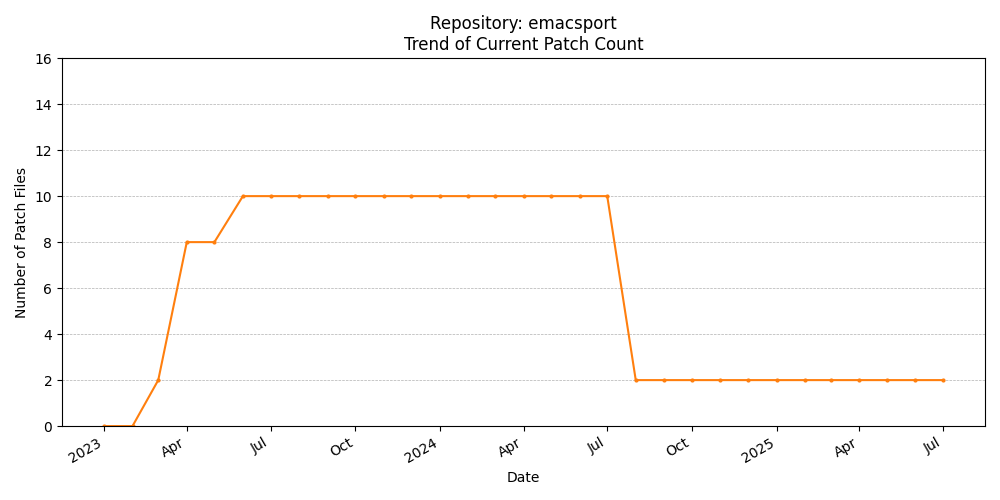 Repository: emacsport
Trend of Current Patch Count
16
14
12
10
8
6
4
2
0
Number of Patch Files
2023
Apr
Jul
Oct
2024
Apr
Jul
Oct
2025
Apr
Jul
Date